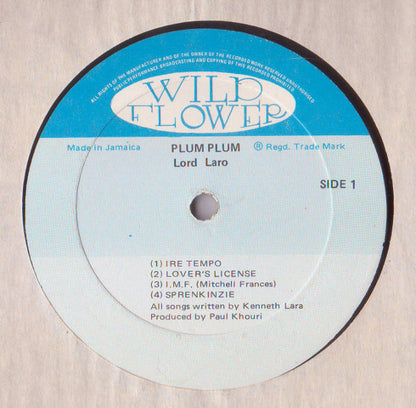 ALL RIGHTS OF THE MANUFACTURER AND OF THE OWNER OF THE RECORDED WORK RESERVED UNAUTHORISED
PUBLIC PERFORMANCE BROADCASTING AND COPYING OF THIS RECORDING PROHIBITED
WILD
FLOWER
Made in Jamaica
PLUM PLUM
® Regd. Trade Mark
Lord Laro
SIDE 1
(1) IRE TEMPO
(2) LOVER'S LICENSE
(3) I.M.F. (Mitchell Frances)
(4) SPRENKINZIE
All songs written by Kenneth Lara
Produced by Paul Khouri